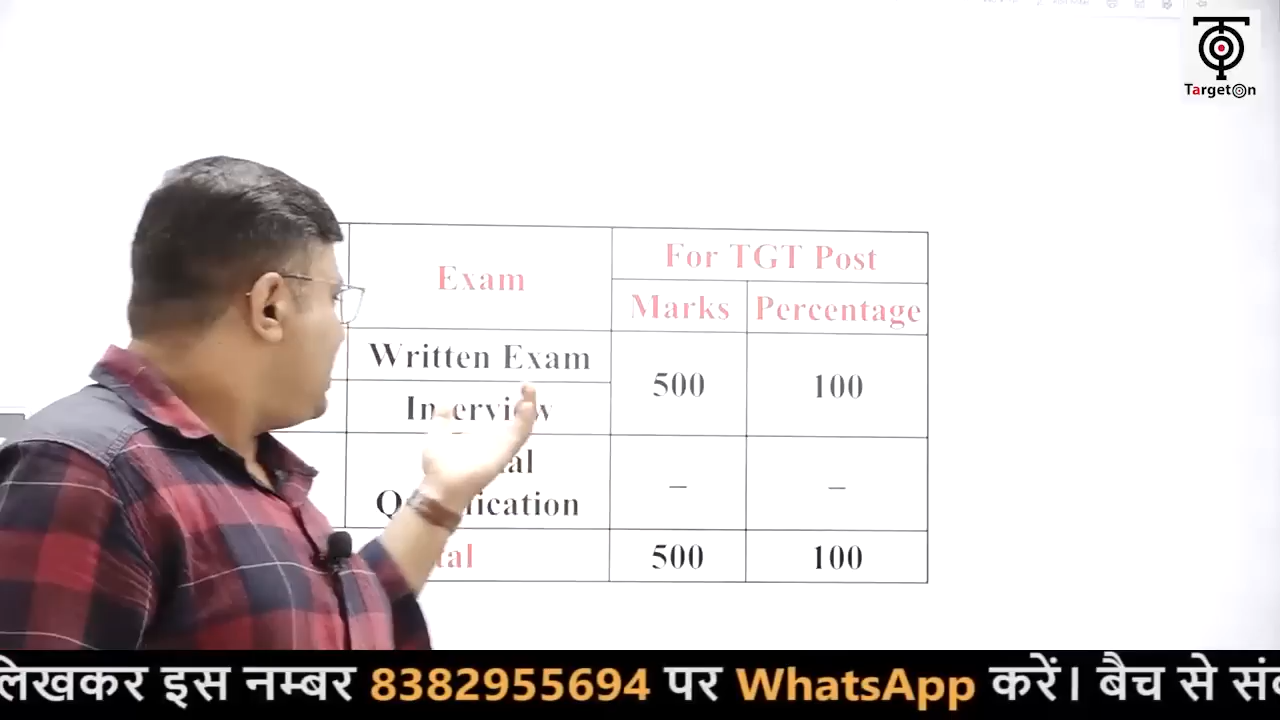 TargetOn
Exam
For TGT Post
Marks
Percentage
Written Exam
500
100
Interview
–
–
500
100
लिखकर इस नम्बर 8382955694 पर WhatsApp करें। बैच से